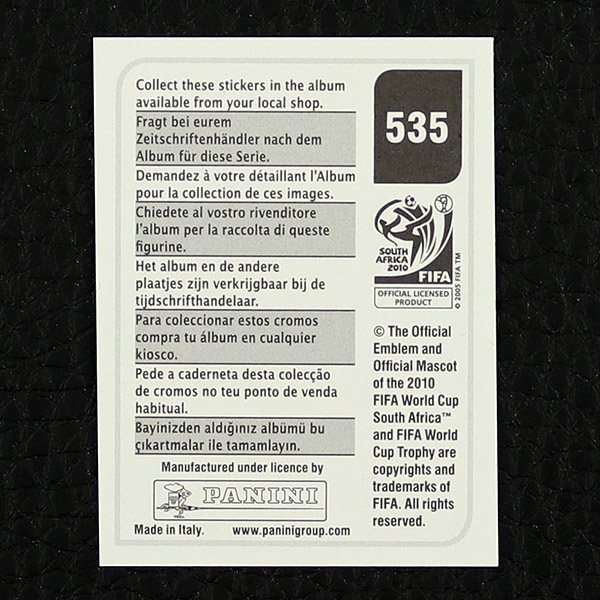 Collect these stickers in the album
available from your local shop.
Fragt bei eurem
Zeitschriftenhändler nach dem
Album für diese Serie.
Demandez à votre détaillant l'Album
pour la collection de ces images.
Chiedete al vostro rivenditore
l'album per la raccolta di queste
figurine.
Het album en de andere
plaatjes zijn verkrijgbaar bij de
tijdschrifthandelaar.
Para coleccionar estos cromos
compra tu álbum en cualquier
kiosco.
Pede a caderneta desta colecção
de cromos no teu ponto de venda
habitual.
Bayinizden aldığınız albümü bu
çıkartmalar ile tamamlayın.
Manufactured under licence by
PANINI
Made in Italy. www.paninigroup.com
535
SOUTH
AFRICA
2010
FIFA
OFFICIAL LICENSED
PRODUCT
© 2005 FIFA TM
© The Official
Emblem and
Official Mascot
of the 2010
FIFA World Cup
South Africa™
and FIFA World
Cup Trophy are
copyrights and
trademarks of
FIFA. All rights
reserved.